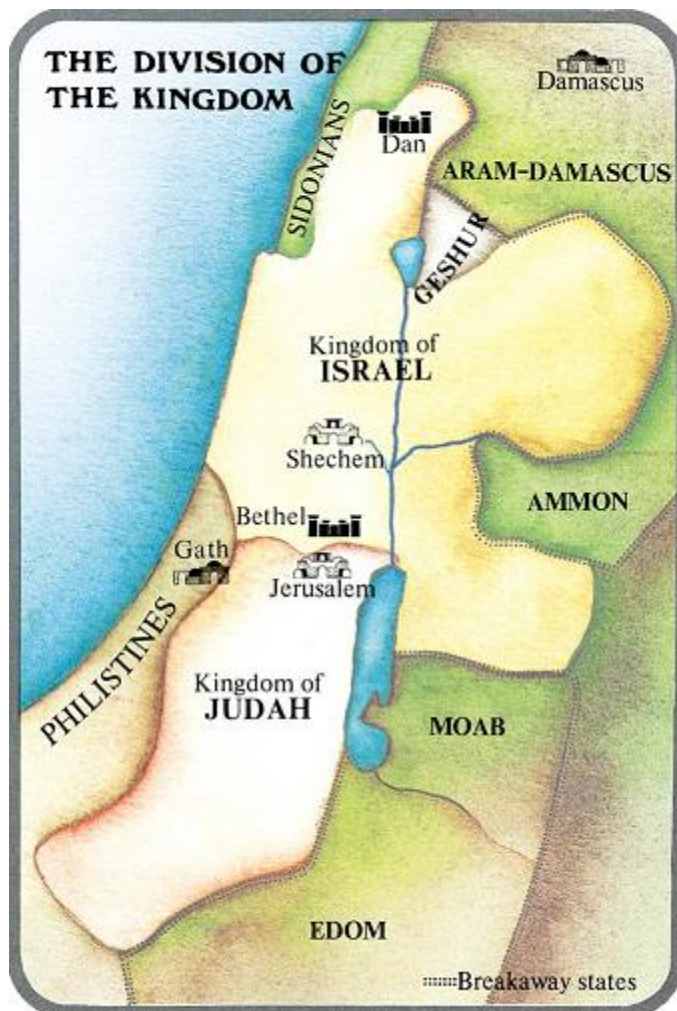 THE DIVISION OF
THE KINGDOM
Damascus
SIDONIANS
Dan
ARAM-DAMASCUS
GESHUR
Kingdom of
ISRAEL
Shechem
AMMON
Bethel
Gath
Jerusalem
PHILISTINES
Kingdom of
JUDAH
MOAB
EDOM
Breakaway states